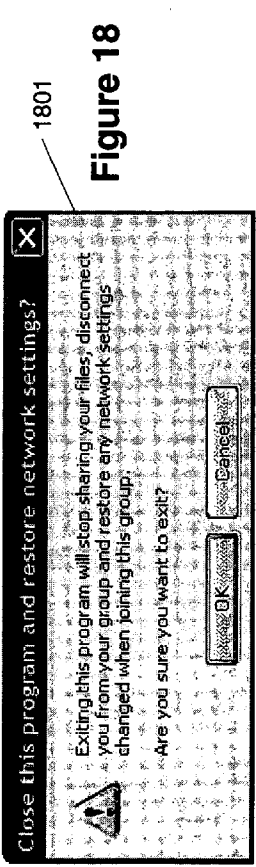 Close this program and restore network settings?
X
Exiting this program will stop sharing your files, disconnect
you from your group and restore any network settings
changed when joining this group.
Are you sure you want to exit?
OK
Cancel
1801
Figure 18